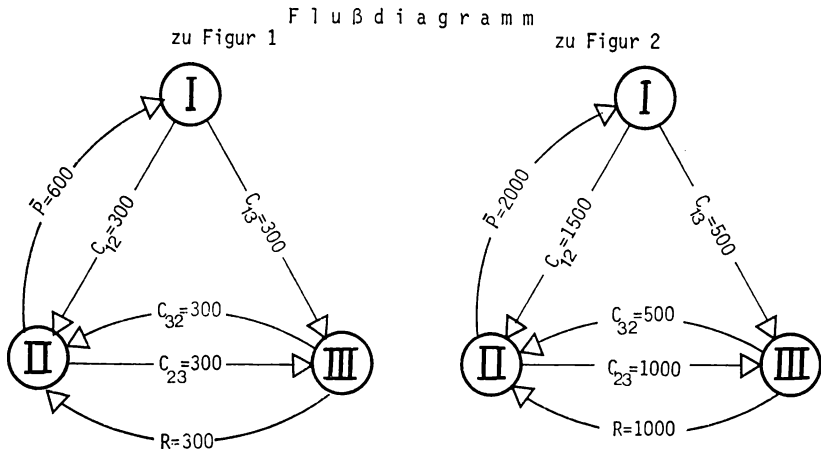 Flußdiagramm
zu Figur 1
zu Figur 2
I
P̄=600
C12=300
C13=300
C32=300
II
C23=300
III
R=300
I
P̄=2000
C12=1500
C13=500
C32=500
II
C23=1000
III
R=1000